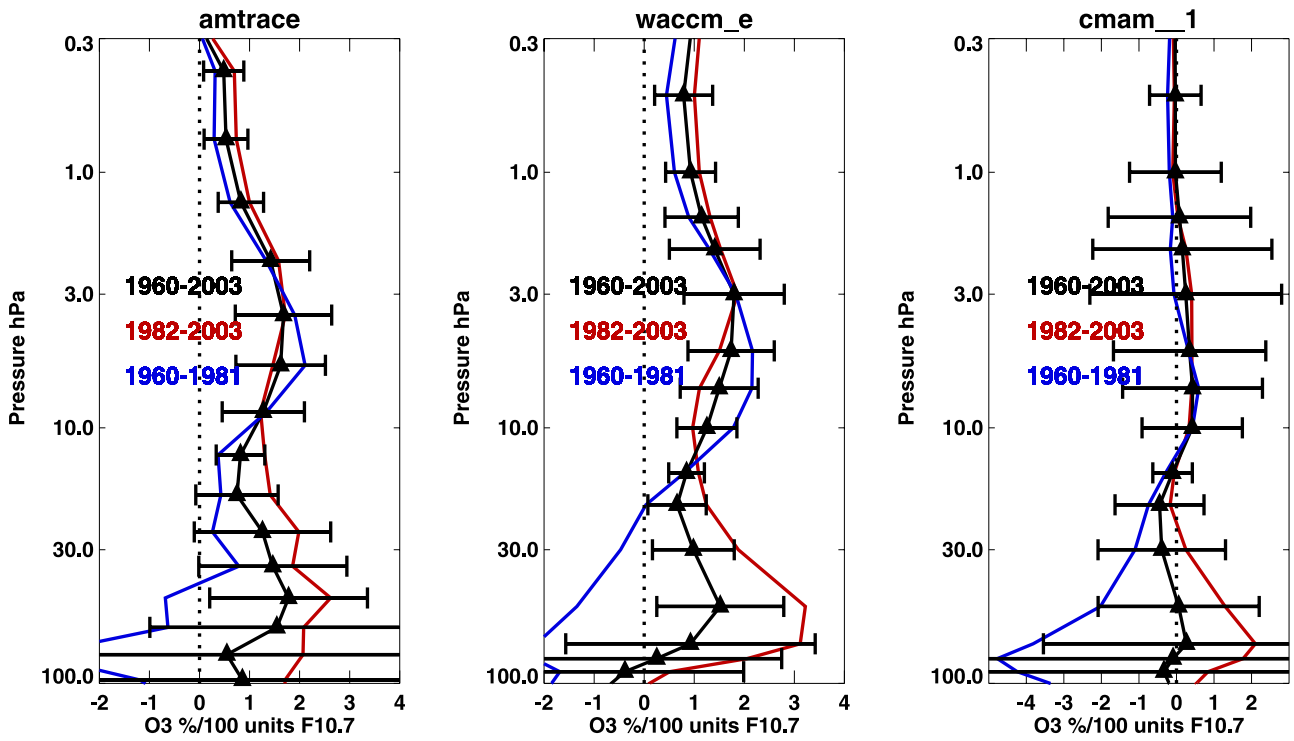 amtrace
0.3
1.0
3.0
10.0
30.0
100.0
Pressure hPa
1960-2003
1982-2003
1960-1981
-2 -1 0 1 2 3 4
O3 %/100 units F10.7
waccm_e
0.3
1.0
3.0
10.0
30.0
100.0
Pressure hPa
1960-2003
1982-2003
1960-1981
-2 -1 0 1 2 3 4
O3 %/100 units F10.7
cmam__1
0.3
1.0
3.0
10.0
30.0
100.0
Pressure hPa
1960-2003
1982-2003
1960-1981
-4 -3 -2 -1 0 1 2
O3 %/100 units F10.7